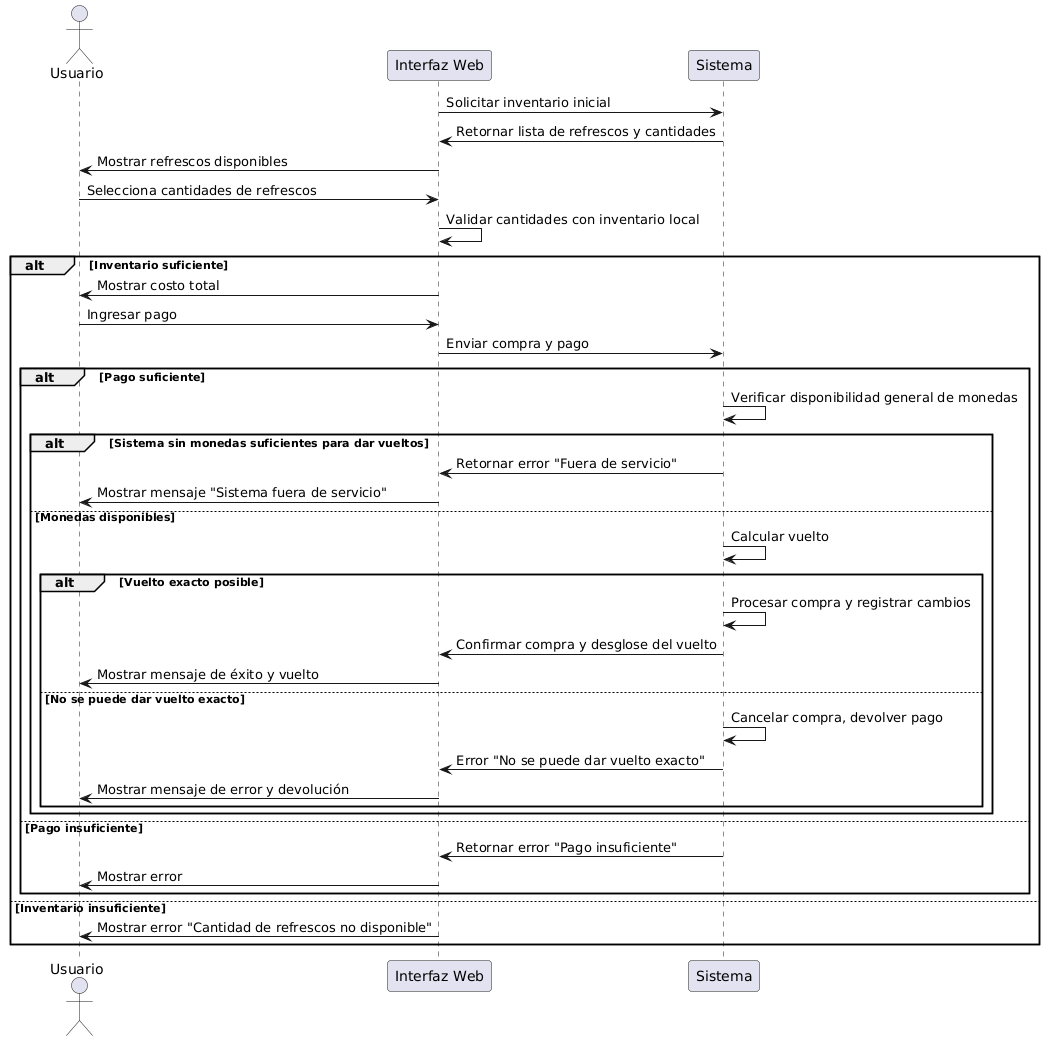 Usuario
Interfaz Web
Sistema
Solicitar inventario inicial
Retornar lista de refrescos y cantidades
Mostrar refrescos disponibles
Selecciona cantidades de refrescos
Validar cantidades con inventario local
alt [Inventario suficiente]
Mostrar costo total
Ingresar pago
Enviar compra y pago
alt [Pago suficiente]
Verificar disponibilidad general de monedas
alt [Sistema sin monedas suficientes para dar vueltos]
Retornar error "Fuera de servicio"
Mostrar mensaje "Sistema fuera de servicio"
[Monedas disponibles]
Calcular vuelto
alt [Vuelto exacto posible]
Procesar compra y registrar cambios
Confirmar compra y desglose del vuelto
Mostrar mensaje de éxito y vuelto
[No se puede dar vuelto exacto]
Cancelar compra, devolver pago
Error "No se puede dar vuelto exacto"
Mostrar mensaje de error y devolución
[Pago insuficiente]
Retornar error "Pago insuficiente"
Mostrar error
[Inventario insuficiente]
Mostrar error "Cantidad de refrescos no disponible"
Usuario
Interfaz Web
Sistema